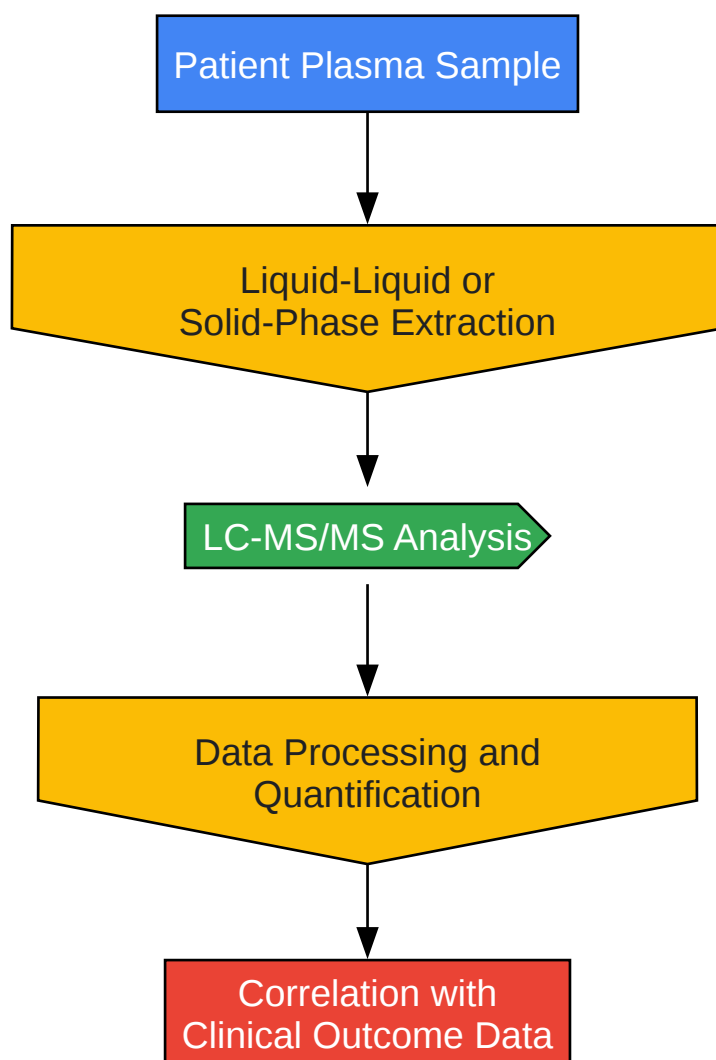 Patient Plasma Sample
Liquid-Liquid or
Solid-Phase Extraction
LC-MS/MS Analysis
Data Processing and
Quantification
Correlation with
Clinical Outcome Data